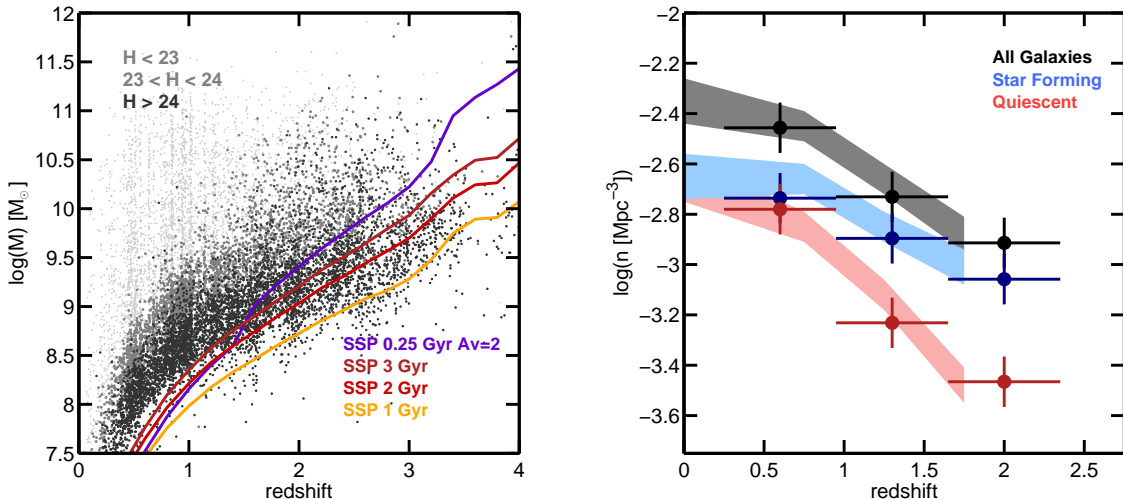 12
11.5
11
10.5
10
9.5
9
8.5
8
7.5
log(M) [M⊙]
H < 23
23 < H < 24
H > 24
SSP 0.25 Gyr Av=2
SSP 3 Gyr
SSP 2 Gyr
SSP 1 Gyr
0 1 2 3 4
redshift
−2
−2.2
−2.4
−2.6
−2.8
−3
−3.2
−3.4
−3.6
log(n [Mpc⁻³])
All Galaxies
Star Forming
Quiescent
0 0.5 1 1.5 2 2.5
redshift